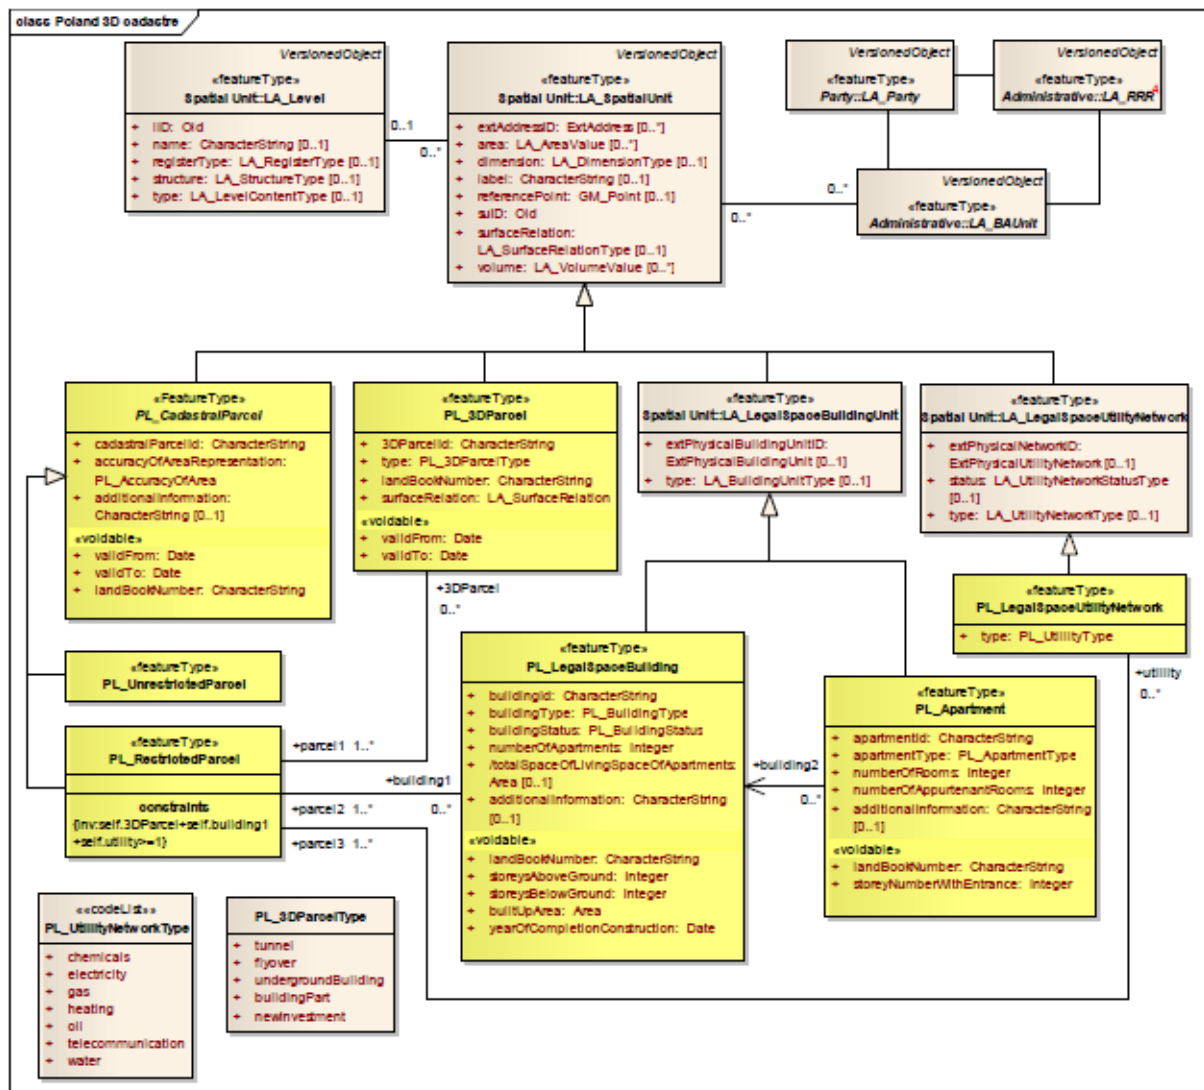 class Poland 3D cadastre
VersionedObject
«featureType»
Spatial Unit::LA_Level
+ lID: Oid
+ name: CharacterString [0..1]
+ registerType: LA_RegisterType [0..1]
+ structure: LA_StructureType [0..1]
+ type: LA_LevelContentType [0..1]
0..1
0..*
VersionedObject
«featureType»
Spatial Unit::LA_SpatialUnit
+ extAddressID: ExtAddress [0..*]
+ area: LA_AreaValue [0..*]
+ dimension: LA_DimensionType [0..1]
+ label: CharacterString [0..1]
+ referencePoint: GM_Point [0..1]
+ suID: Oid
+ surfaceRelation:
LA_SurfaceRelationType [0..1]
+ volume: LA_VolumeValue [0..*]
VersionedObject
«featureType»
Party::LA_Party
VersionedObject
«featureType»
Administrative::LA_RRR
0..*
0..*
VersionedObject
«featureType»
Administrative::LA_BAUnit
«FeatureType»
PL_CadastralParcel
+ cadastralParcelId: CharacterString
+ accuracyOfAreaRepresentation:
PL_AccuracyOfArea
+ additionalInformation:
CharacterString [0..1]
«voidable»
+ validFrom: Date
+ validTo: Date
+ landBookNumber: CharacterString
«featureType»
PL_3DParcel
+ 3DParcelId: CharacterString
+ type: PL_3DParcelType
+ landBookNumber: CharacterString
+ surfaceRelation: LA_SurfaceRelation
«voidable»
+ validFrom: Date
+ validTo: Date
«featureType»
Spatial Unit::LA_LegalSpaceBuildingUnit
+ extPhysicalBuildingUnitID:
ExtPhysicalBuildingUnit [0..1]
+ type: LA_BuildingUnitType [0..1]
«featureType»
Spatial Unit::LA_LegalSpaceUtilityNetwork
+ extPhysicalNetworkID:
ExtPhysicalUtilityNetwork [0..1]
+ status: LA_UtilityNetworkStatusType
[0..1]
+ type: LA_UtilityNetworkType [0..1]
+3DParcel
0..*
«featureType»
PL_LegalSpaceUtilityNetwork
+ type: PL_UtilityType
+utility
0..*
«featureType»
PL_UnrestrictedParcel
«featureType»
PL_RestrictedParcel
constraints
{inv:self.3DParcel+self.building1
+self.utility>=1}
+parcel1 1..*
+building1
+parcel2 1..*
0..*
+parcel3 1..*
«featureType»
PL_LegalSpaceBuilding
+ buildingId: CharacterString
+ buildingType: PL_BuildingType
+ buildingStatus: PL_BuildingStatus
+ numberOfApartments: Integer
+ /totalSpaceOfLivingSpaceOfApartments:
Area [0..1]
+ additionalInformation: CharacterString
[0..1]
«voidable»
+ landBookNumber: CharacterString
+ storeysAboveGround: Integer
+ storeysBelowGround: Integer
+ builtUpArea: Area
+ yearOfCompletionConstruction: Date
+building2
0..*
«featureType»
PL_Apartment
+ apartmentId: CharacterString
+ apartmentType: PL_ApartmentType
+ numberOfRooms: Integer
+ numberOfAppurtenantRooms: Integer
+ additionalInformation: CharacterString
[0..1]
«voidable»
+ landBookNumber: CharacterString
+ storeyNumberWithEntrance: Integer
««codeList»»
PL_UtilityNetworkType
+ chemicals
+ electricity
+ gas
+ heating
+ oil
+ telecommunication
+ water
PL_3DParcelType
+ tunnel
+ flyover
+ undergroundBuilding
+ buildingPart
+ newInvestment